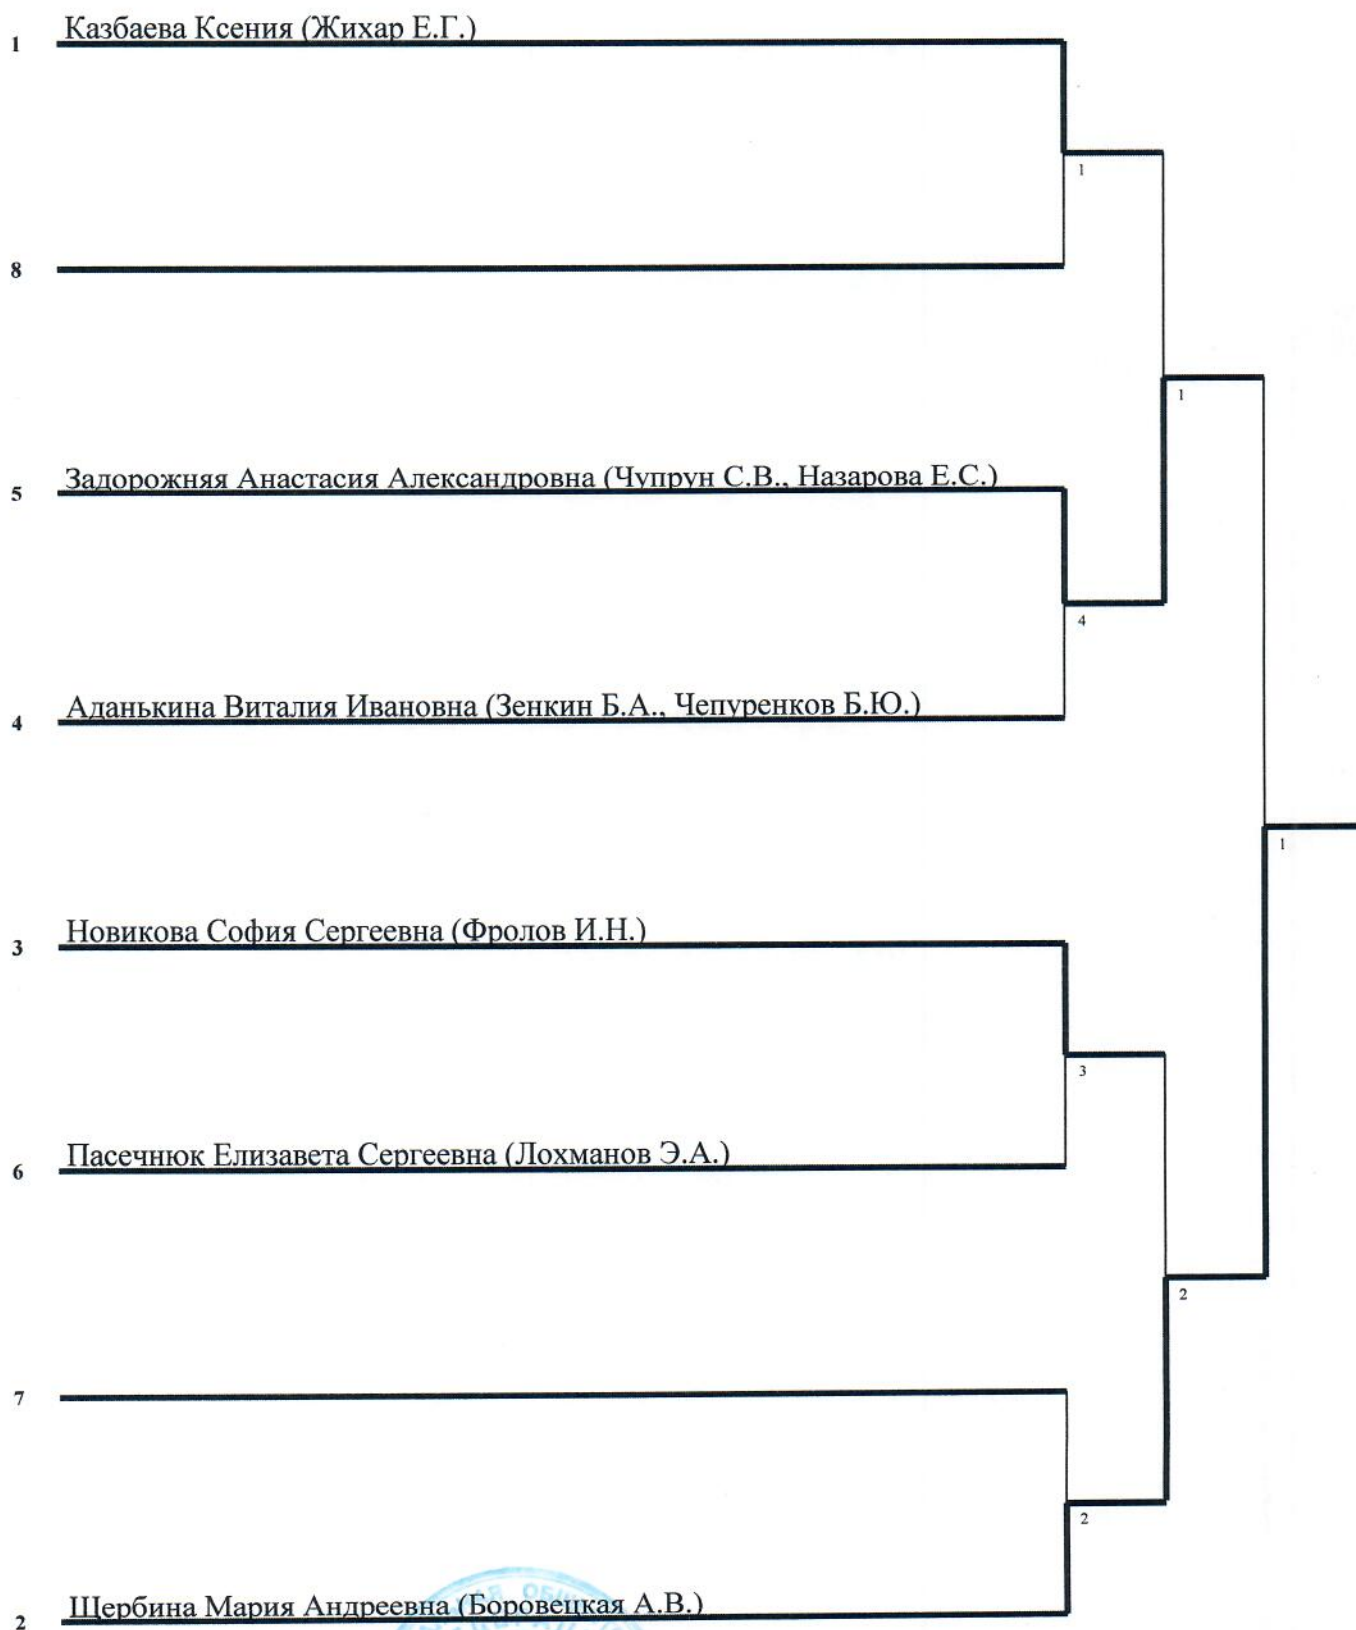 Казбаева Ксения (Жихар Е.Г.)
1
1
8
1
Задорожняя Анастасия Александровна (Чупрун С.В., Назарова Е.С.)
5
4
Аданькина Виталия Ивановна (Зенкин Б.А., Чепуренков Б.Ю.)
4
1
Новикова София Сергеевна (Фролов И.Н.)
3
3
Пасечнюк Елизавета Сергеевна (Лохманов Э.А.)
6
2
7
2
Щербина Мария Андреевна (Боровецкая А.В.)
2